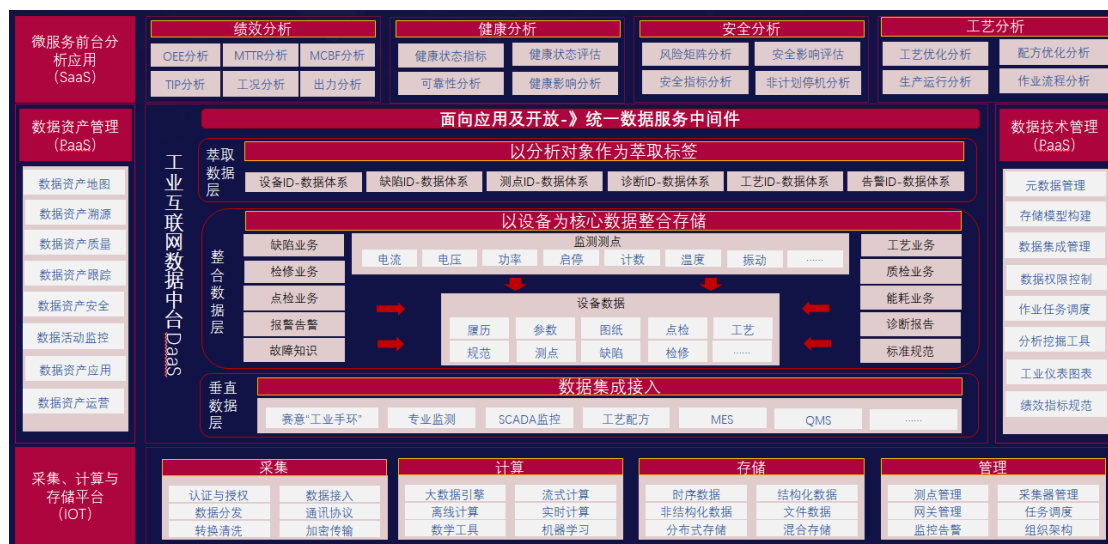 微服务前台分
析应用
（SaaS）
绩效分析
OEE分析
MTTR分析
MCBF分析
TIP分析
工况分析
出力分析
健康分析
健康状态指标
健康状态评估
可靠性分析
健康影响分析
安全分析
风险矩阵分析
安全影响评估
安全指标分析
非计划停机分析
工艺分析
工艺优化分析
配方优化分析
生产运行分析
作业流程分析
数据资产管理
（PaaS）
数据资产地图
数据资产溯源
数据资产质量
数据资产跟踪
数据资产安全
数据活动监控
数据资产应用
数据资产运营
工业互联网数据中台DaaS
面向应用及开放-》统一数据服务中间件
萃取
数据
层
以分析对象作为萃取标签
设备ID-数据体系
缺陷ID-数据体系
测点ID-数据体系
诊断ID-数据体系
工艺ID-数据体系
告警ID-数据体系
整合数据层
以设备为核心数据整合存储
缺陷业务
检修业务
点检业务
报警告警
故障知识
监测测点
电流
电压
功率
启停
计数
温度
振动
……
设备数据
履历
参数
图纸
点检
工艺
规范
测点
缺陷
检修
……
工艺业务
质检业务
能耗业务
诊断报告
标准规范
垂直
数据
层
数据集成接入
赛意“工业手环”
专业监测
SCADA监控
工艺配方
MES
QMS
……
数据技术管理
（PaaS）
元数据管理
存储模型构建
数据集成管理
数据权限控制
作业任务调度
分析挖掘工具
工业仪表图表
绩效指标规范
采集、计算与
存储平台
（IOT）
采集
认证与授权
数据接入
数据分发
通讯协议
转换清洗
加密传输
计算
大数据引擎
流式计算
离线计算
实时计算
数学工具
机器学习
存储
时序数据
结构化数据
非结构化数据
文件数据
分布式存储
混合存储
管理
测点管理
采集器管理
网关管理
任务调度
监控告警
组织架构